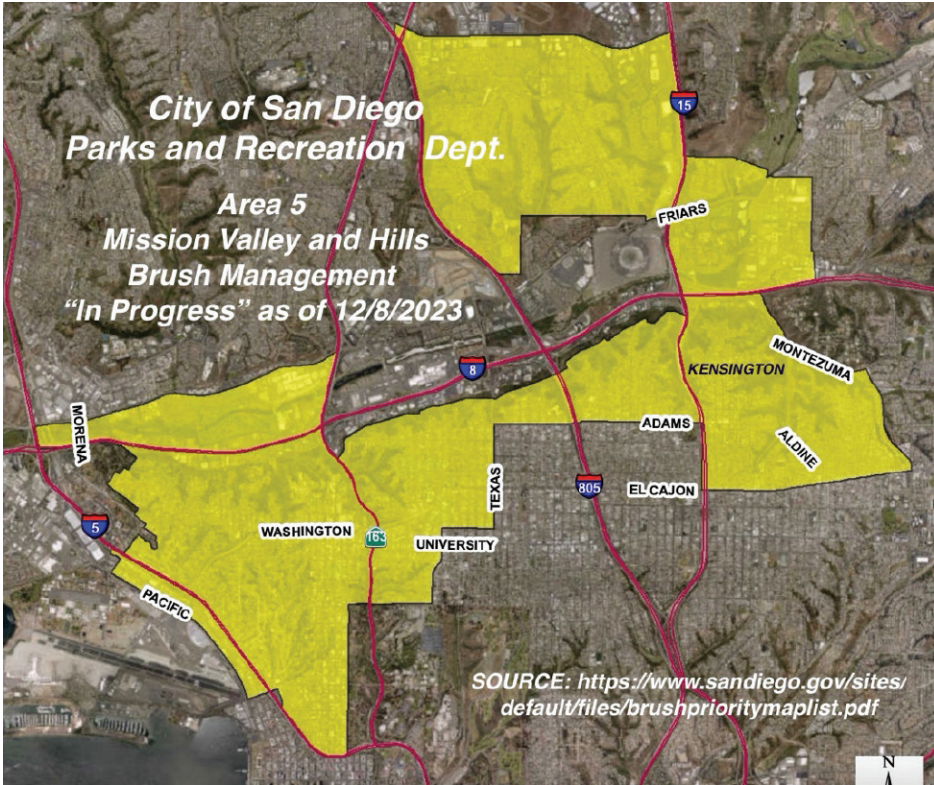 City of San Diego
Parks and Recreation Dept.
Area 5
Mission Valley and Hills
Brush Management
“In Progress” as of 12/8/2023
15
FRIARS
8
KENSINGTON
MONTEZUMA
MORENA
ADAMS
ALDINE
TEXAS
805
EL CAJON
5
WASHINGTON
163
UNIVERSITY
PACIFIC
SOURCE: https://www.sandiego.gov/sites/
default/files/brushprioritymaplist.pdf
N